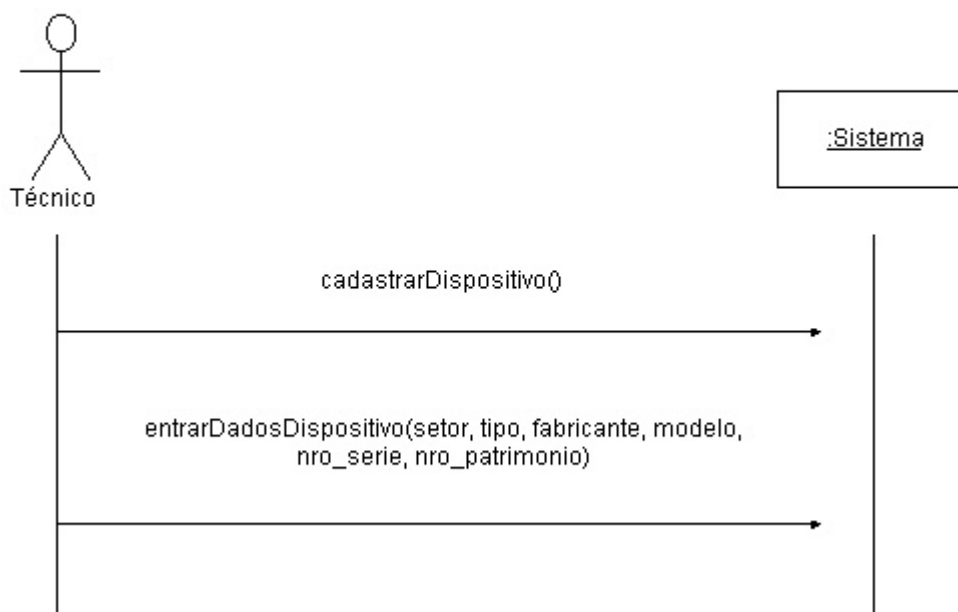 :Sistema
Técnico
cadastrarDispositivo()
entrarDadosDispositivo(setor, tipo, fabricante, modelo,
nro_serie, nro_patrimonio)